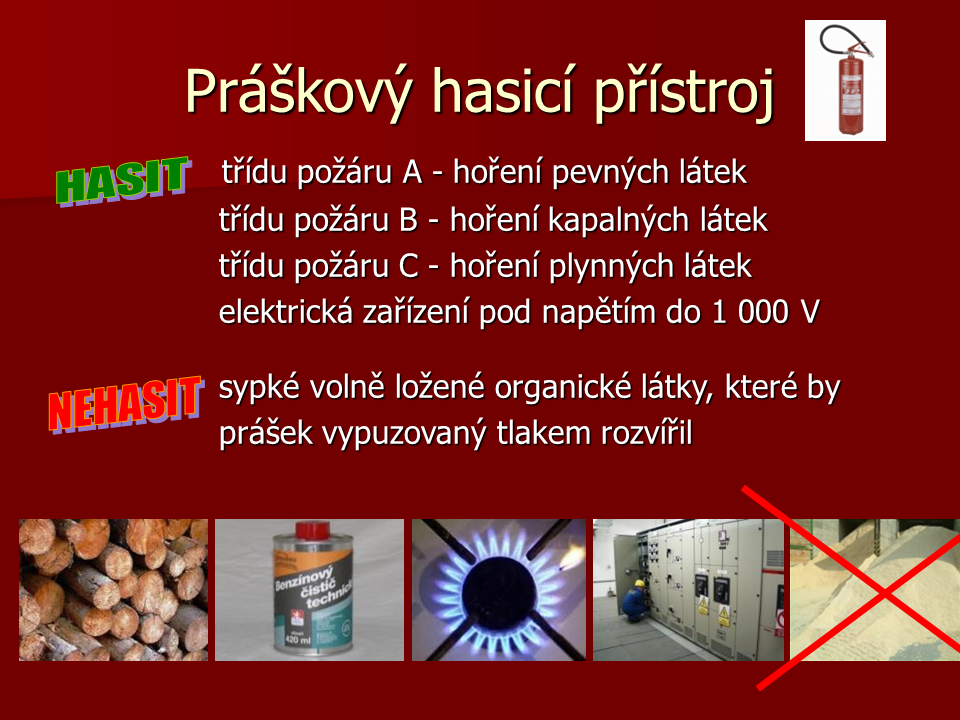 Práškový hasicí přístroj
HASIT
třídu požáru A - hoření pevných látek
třídu požáru B - hoření kapalných látek
třídu požáru C - hoření plynných látek
elektrická zařízení pod napětím do 1 000 V
NEHASIT
sypké volně ložené organické látky, které by
prášek vypuzovaný tlakem rozvířil
Benzínový
čistič
technický
420 ml